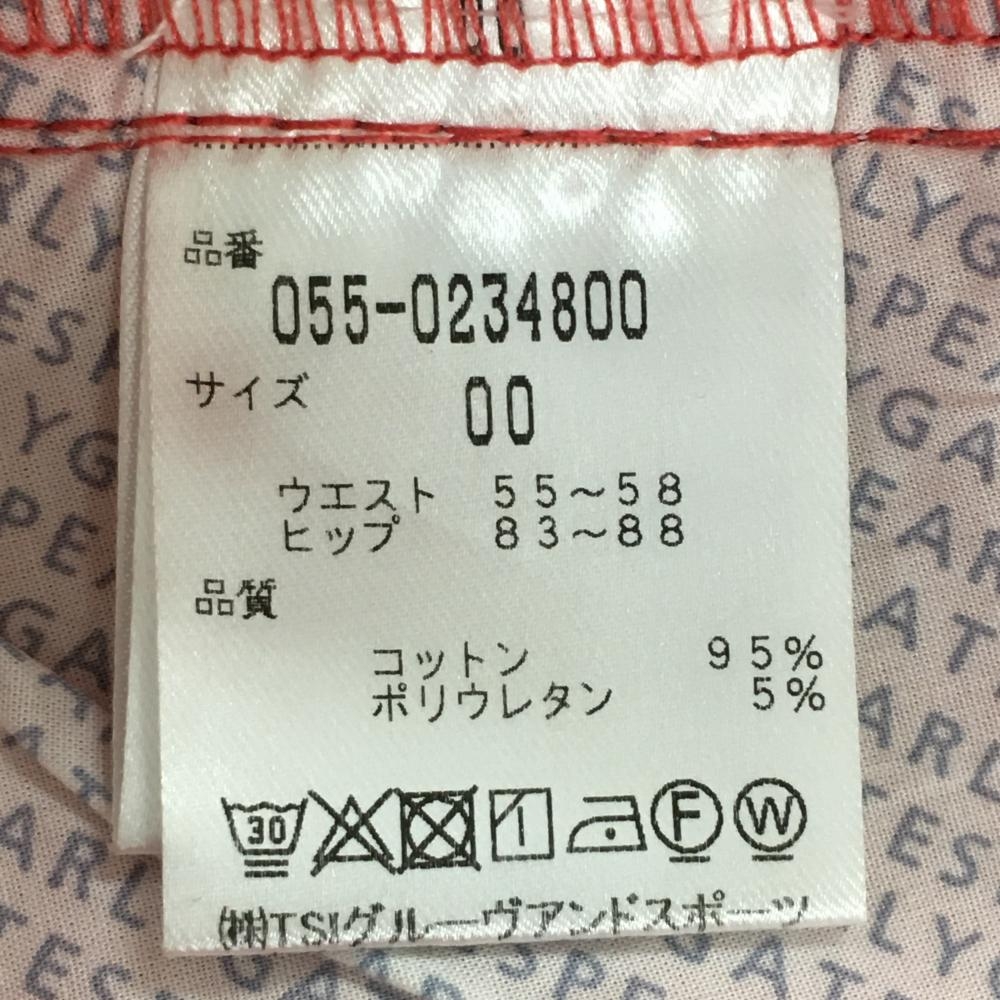 品番
055-0234800
サイズ 00
ウエスト 55~58
ヒップ 83~88
品質
コットン 95%
ポリウレタン 5%
30 F W
㈱TSIグルーヴアンドスポーツ